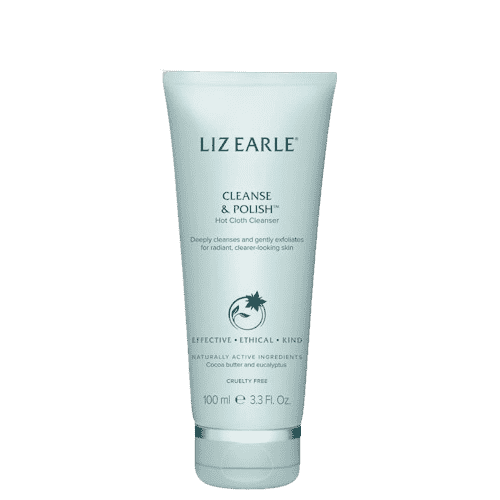 LIZ EARLE®
CLEANSE
& POLISH™
Hot Cloth Cleanser
Deeply cleanses and gently exfoliates
for radiant, clearer-looking skin
EFFECTIVE • ETHICAL • KIND
NATURALLY ACTIVE INGREDIENTS
Cocoa butter and eucalyptus
CRUELTY FREE
100 ml ℮ 3.3 Fl. Oz.